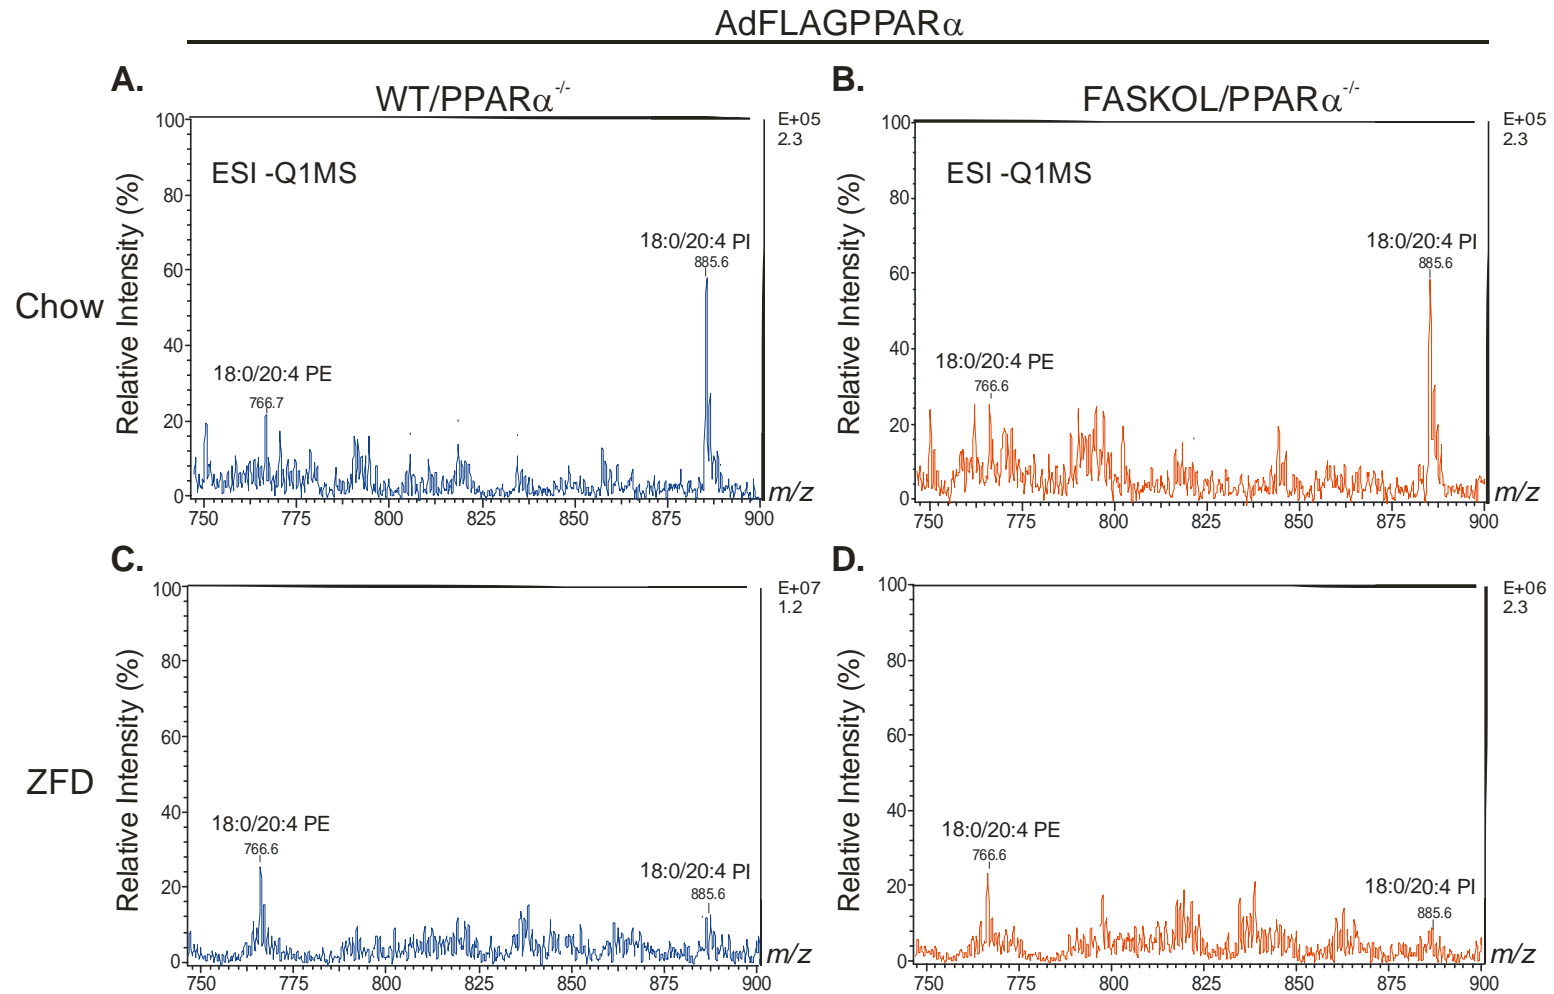 AdFLAGPPARα
A.
WT/PPARα-/-
B.
FASKOL/PPARα-/-
Chow
ZFD
Relative Intensity (%)
100
80
60
40
20
0
ESI -Q1MS
E+05
2.3
18:0/20:4 PI
885.6
18:0/20:4 PE
766.7
m/z
750 775 800 825 850 875 900
Relative Intensity (%)
100
80
60
40
20
0
ESI -Q1MS
E+05
2.3
18:0/20:4 PI
885.6
18:0/20:4 PE
766.6
m/z
750 775 800 825 850 875 900
C.
Relative Intensity (%)
100
80
60
40
20
0
E+07
1.2
18:0/20:4 PE
766.6
18:0/20:4 PI
885.6
m/z
750 775 800 825 850 875 900
D.
Relative Intensity (%)
100
80
60
40
20
0
E+06
2.3
18:0/20:4 PE
766.6
18:0/20:4 PI
885.6
m/z
750 775 800 825 850 875 900